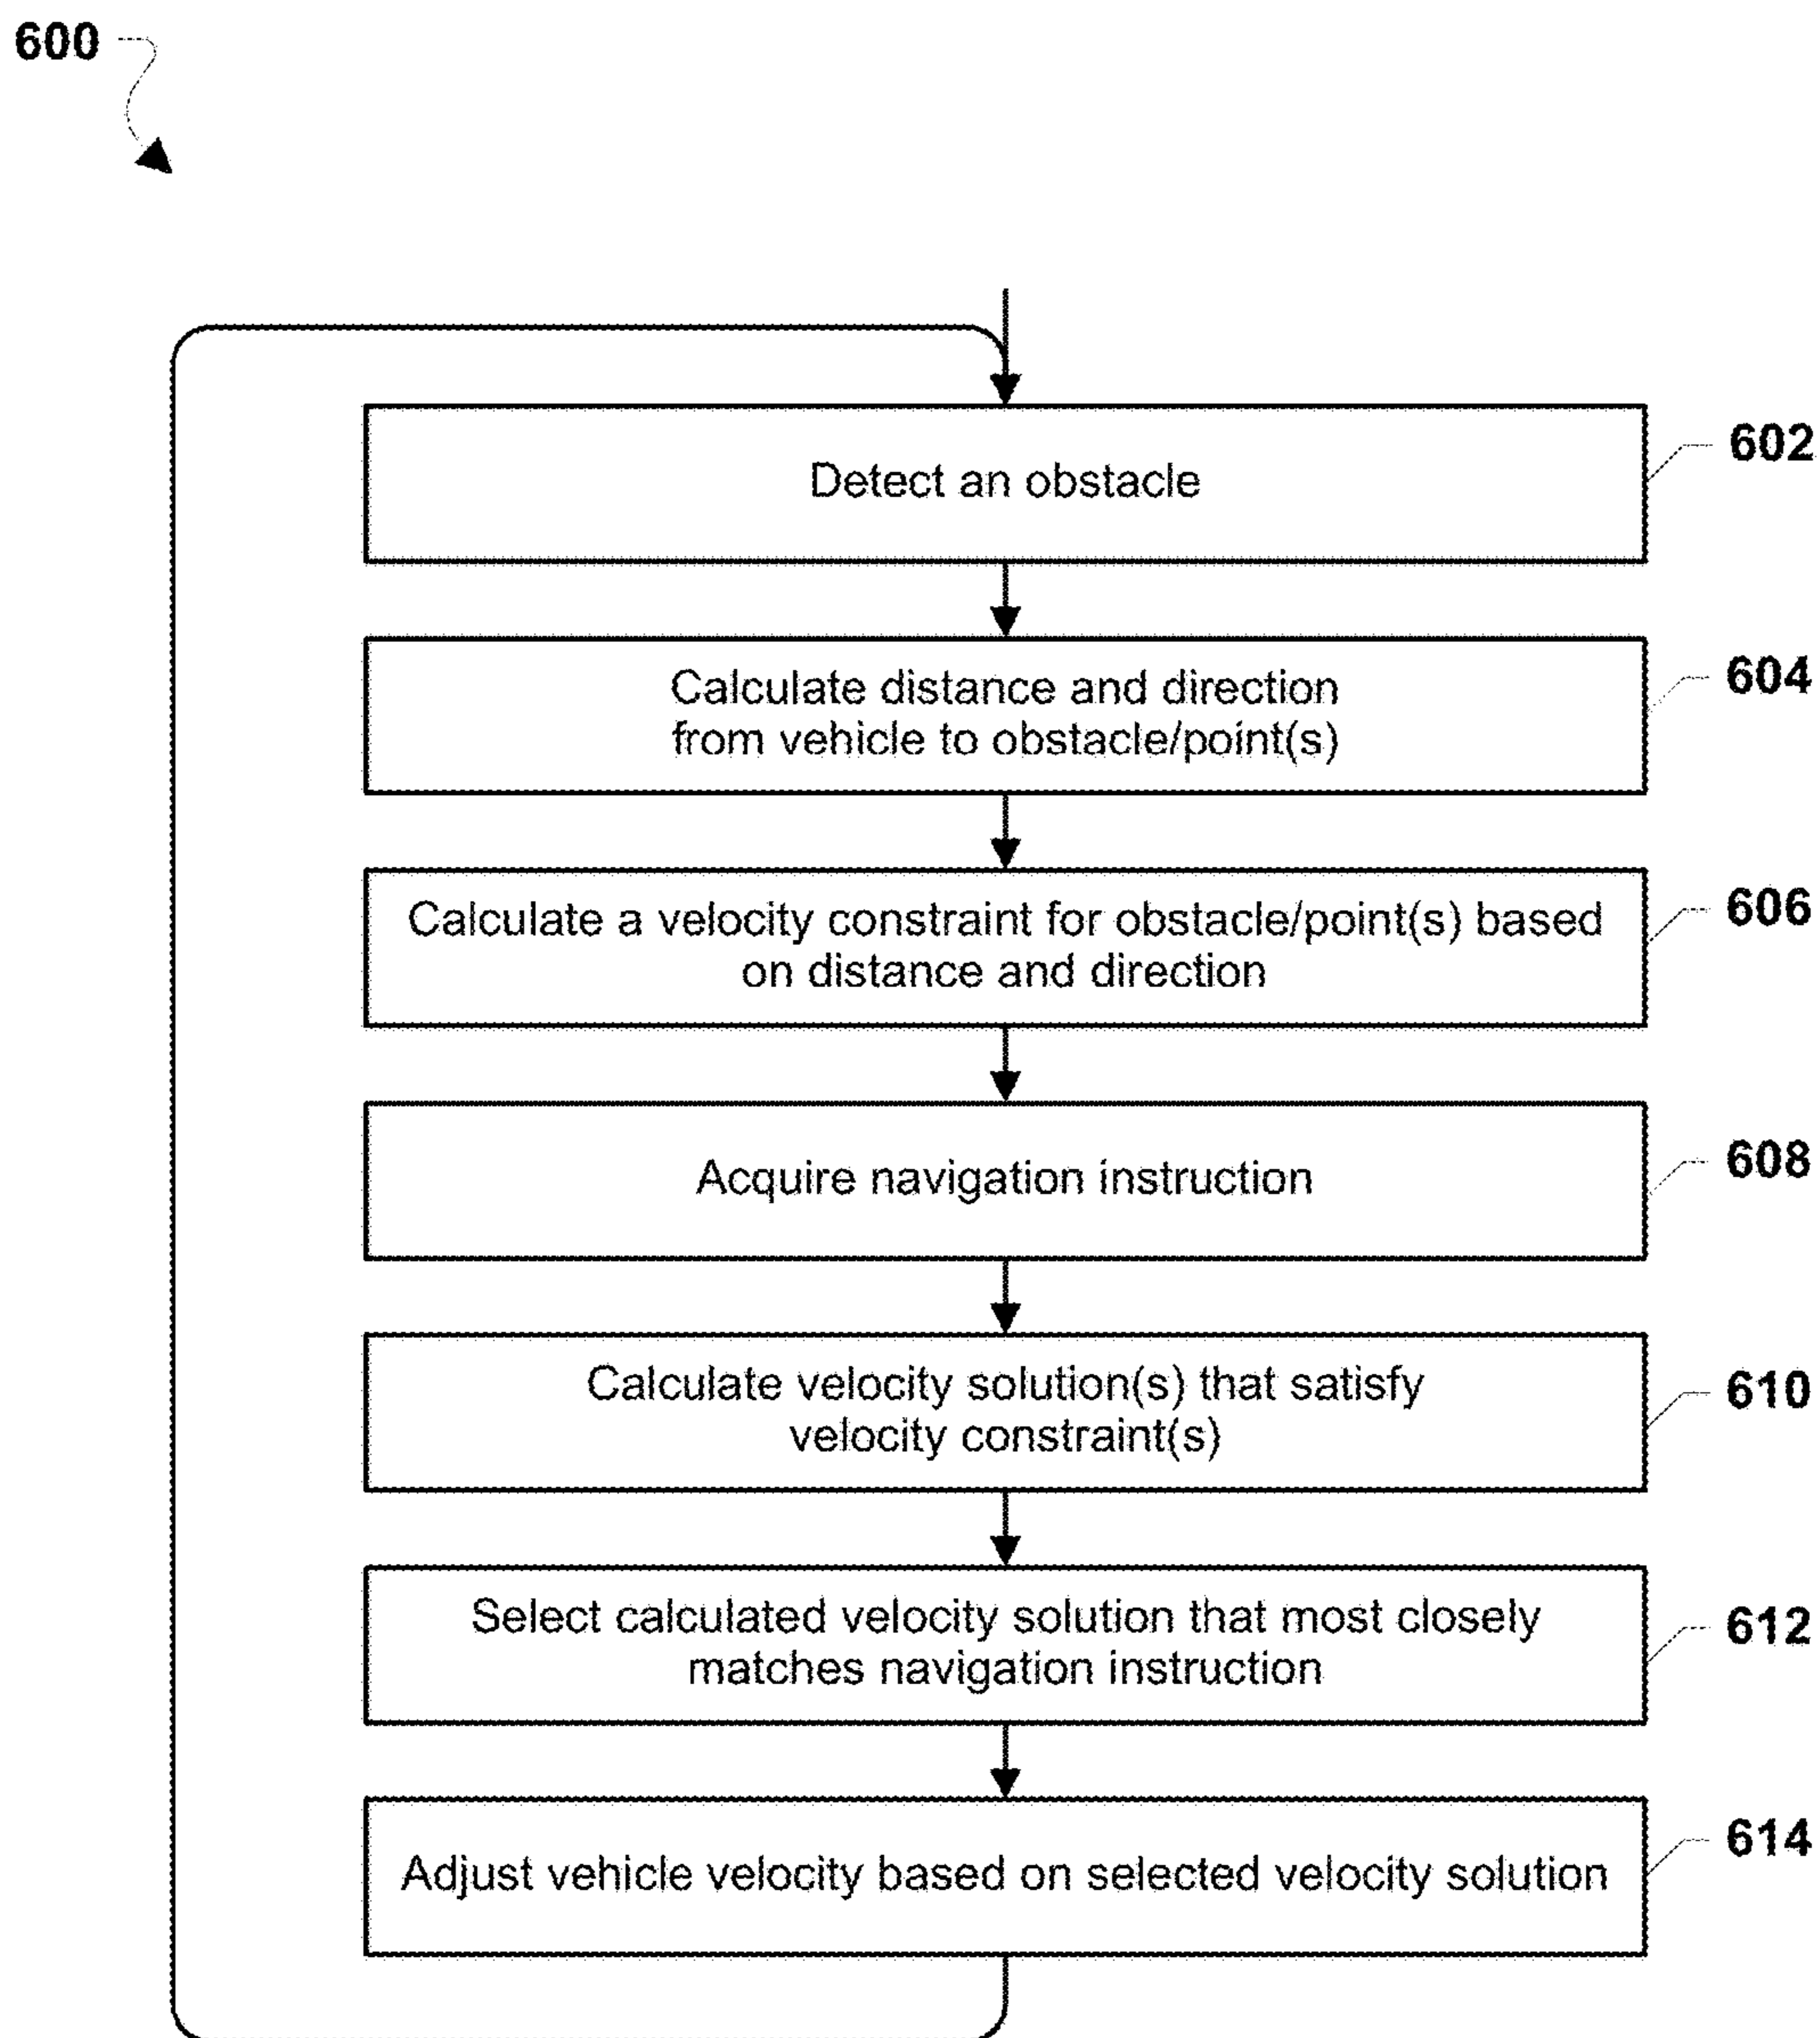 600
Detect an obstacle
602
Calculate distance and direction
from vehicle to obstacle/point(s)
604
Calculate a velocity constraint for obstacle/point(s) based
on distance and direction
606
Acquire navigation instruction
608
Calculate velocity solution(s) that satisfy
velocity constraint(s)
610
Select calculated velocity solution that most closely
matches navigation instruction
612
Adjust vehicle velocity based on selected velocity solution
614